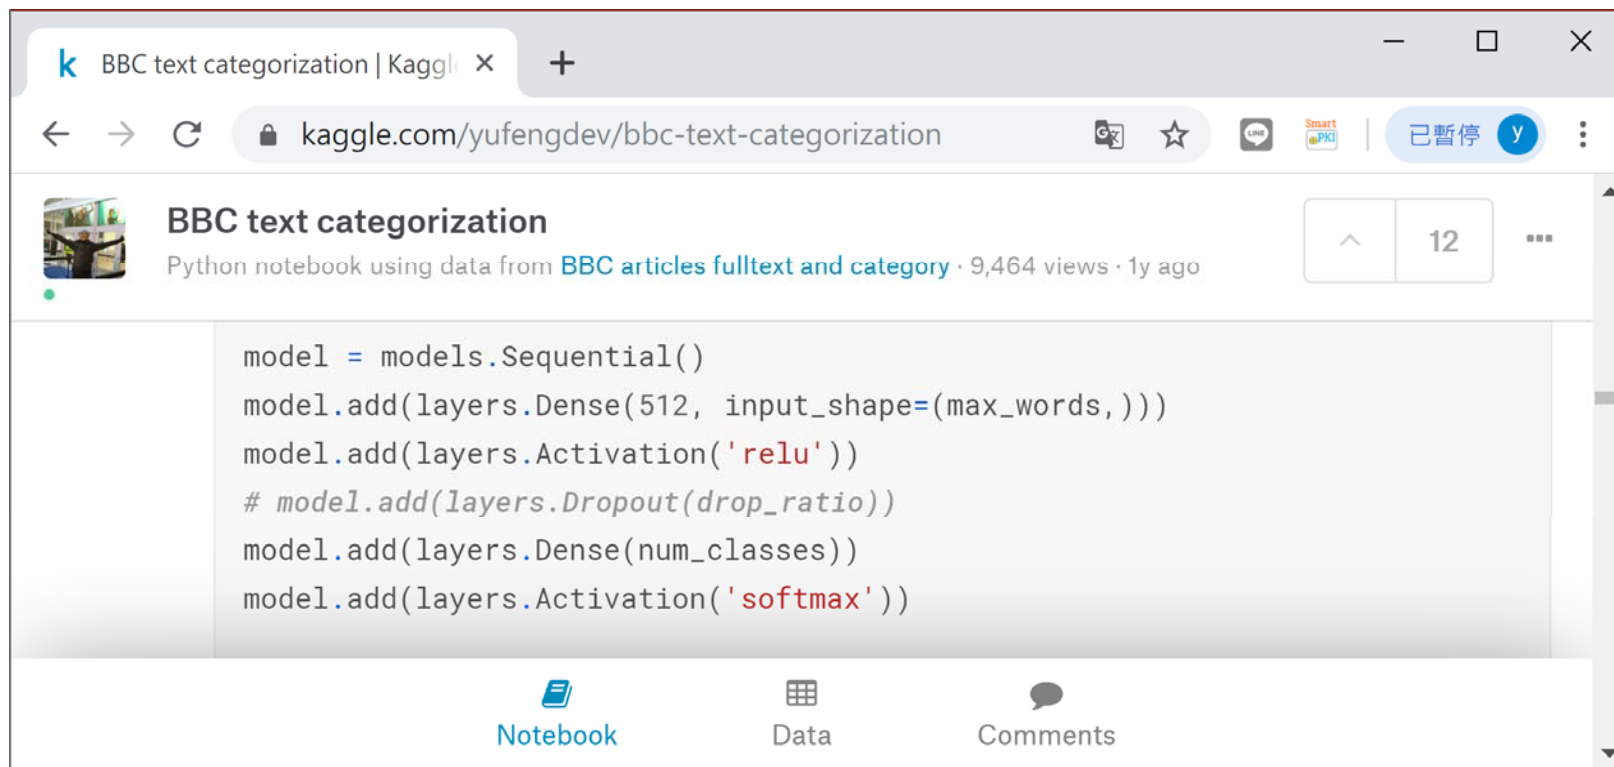 k BBC text categorization | Kaggl
kaggle.com/yufengdev/bbc-text-categorization
LINE
Smart
PKI
已暫停 y
BBC text categorization
Python notebook using data from BBC articles fulltext and category · 9,464 views · 1y ago
12
model = models.Sequential()
model.add(layers.Dense(512, input_shape=(max_words,)))
model.add(layers.Activation('relu'))
# model.add(layers.Dropout(drop_ratio))
model.add(layers.Dense(num_classes))
model.add(layers.Activation('softmax'))
Notebook
Data
Comments